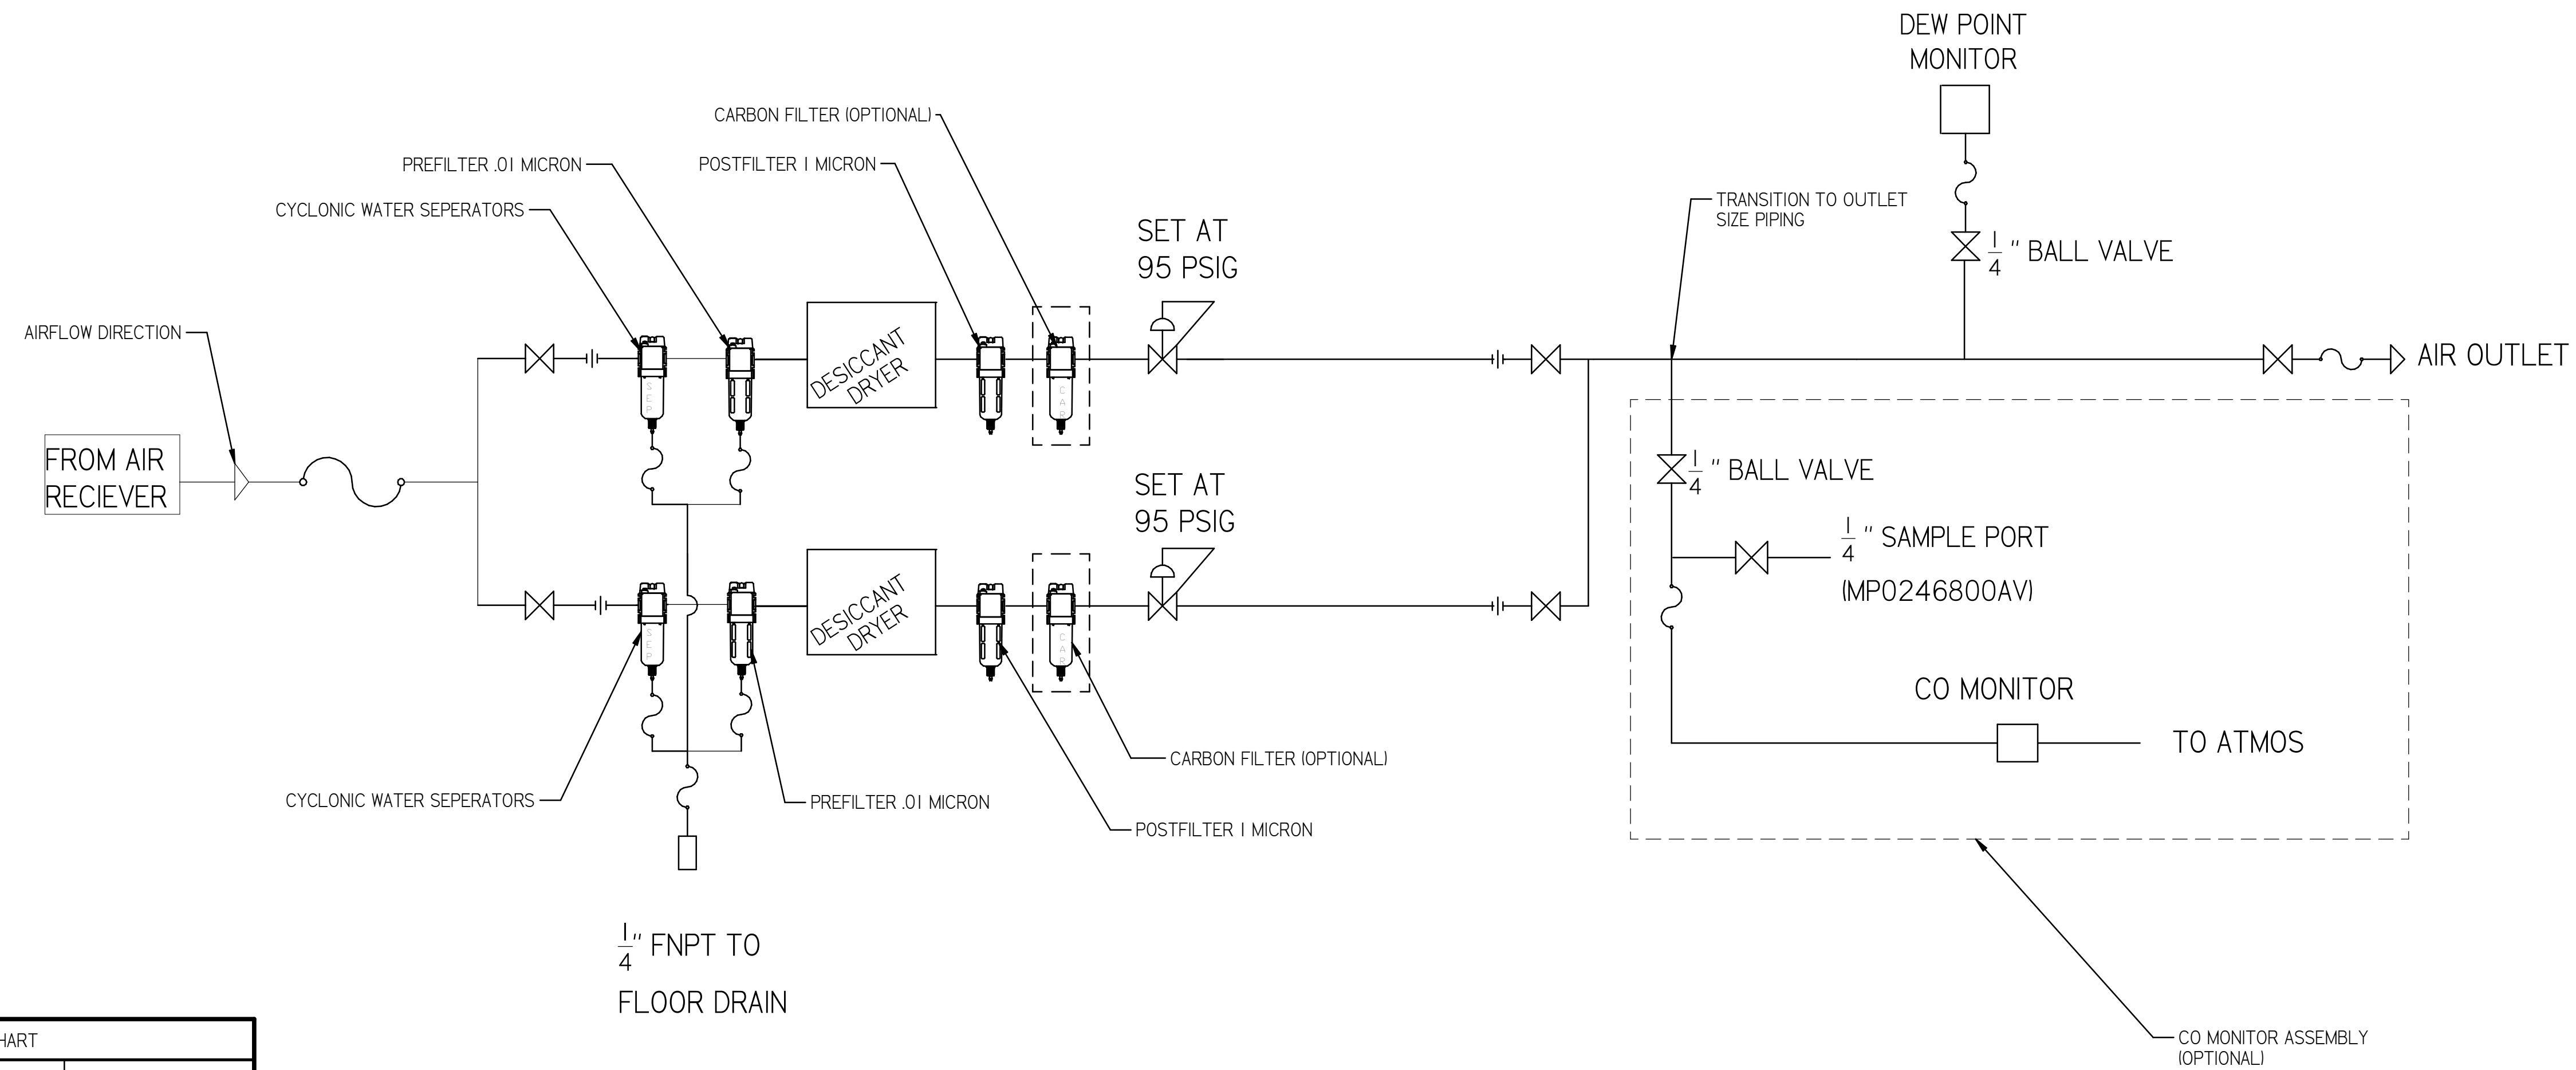 DEW POINT
MONITOR
CARBON FILTER (OPTIONAL)
PREFILTER .01 MICRON
POSTFILTER 1 MICRON
CYCLONIC WATER SEPERATORS
TRANSITION TO OUTLET
SIZE PIPING
SET AT
95 PSIG
1/4" BALL VALVE
AIRFLOW DIRECTION
DESICCANT
DRYER
SEP
CAR
AIR OUTLET
FROM AIR
RECIEVER
1/4" BALL VALVE
SET AT
95 PSIG
1/4" SAMPLE PORT
(MP0246800AV)
DESICCANT
DRYER
SEP
CAR
CO MONITOR
TO ATMOS
CARBON FILTER (OPTIONAL)
CYCLONIC WATER SEPERATORS
PREFILTER .01 MICRON
POSTFILTER 1 MICRON
1/4" FNPT TO
FLOOR DRAIN
CO MONITOR ASSEMBLY
(OPTIONAL)